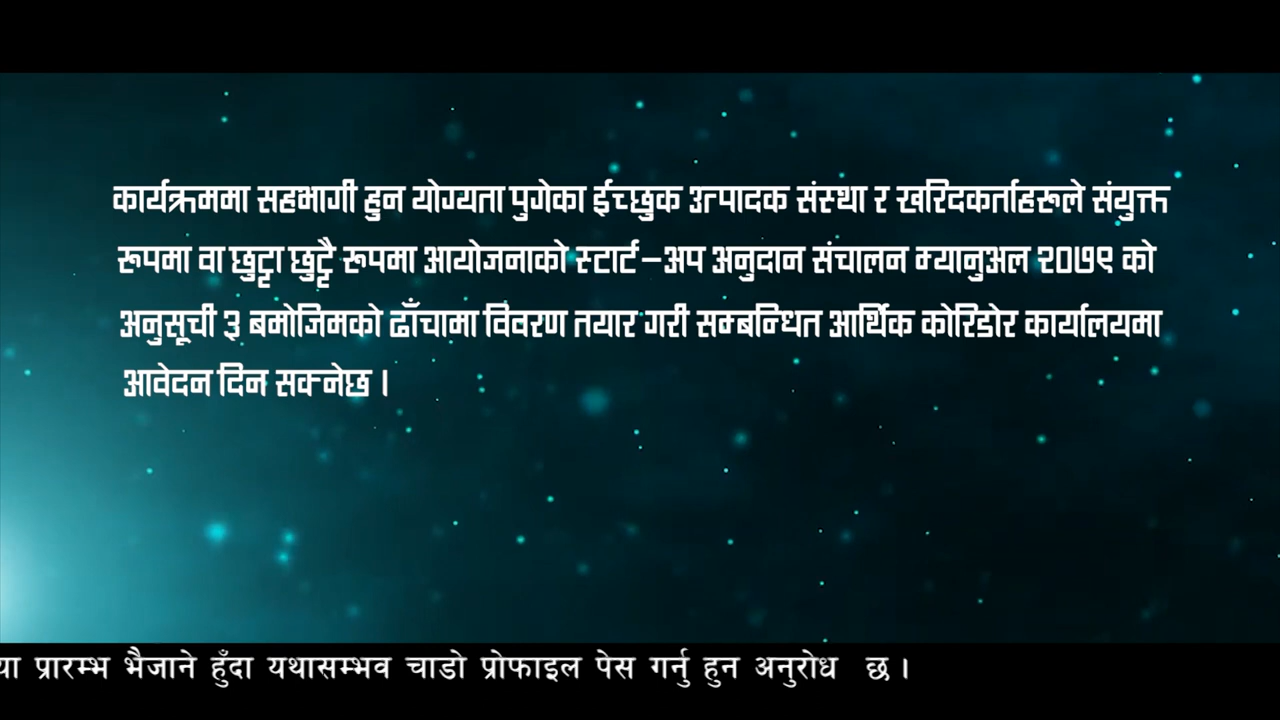 कार्यक्रममा सहभागी हुन योग्यता पुगेका ईच्छुक उत्पादक संस्था र खरिदकर्ताहरूले संयुक्त
रूपमा वा छुट्टा छुट्टै रूपमा आयोजनाको स्टार्ट-अप अनुदान संचालन म्यानुअल २०७९ को
अनुसूची ३ बमोजिमको ढाँचामा विवरण तयार गरी सम्बन्धित आर्थिक कोरिडोर कार्यालयमा
आवेदन दिन सक्नेछ ।
प्रारम्भ भैजाने हुँदा यथासम्भव चाडो प्रोफाइल पेस गर्नु हुन अनुरोध छ ।